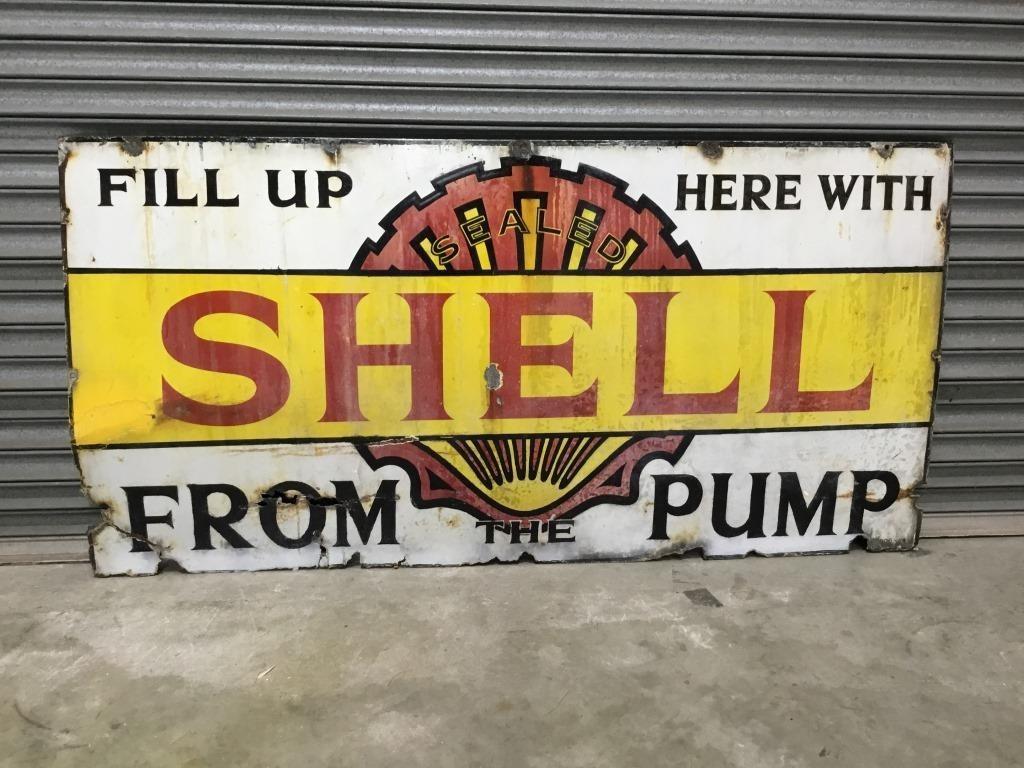 FILL UP HERE WITH
SEALED
SHELL
FROM THE PUMP